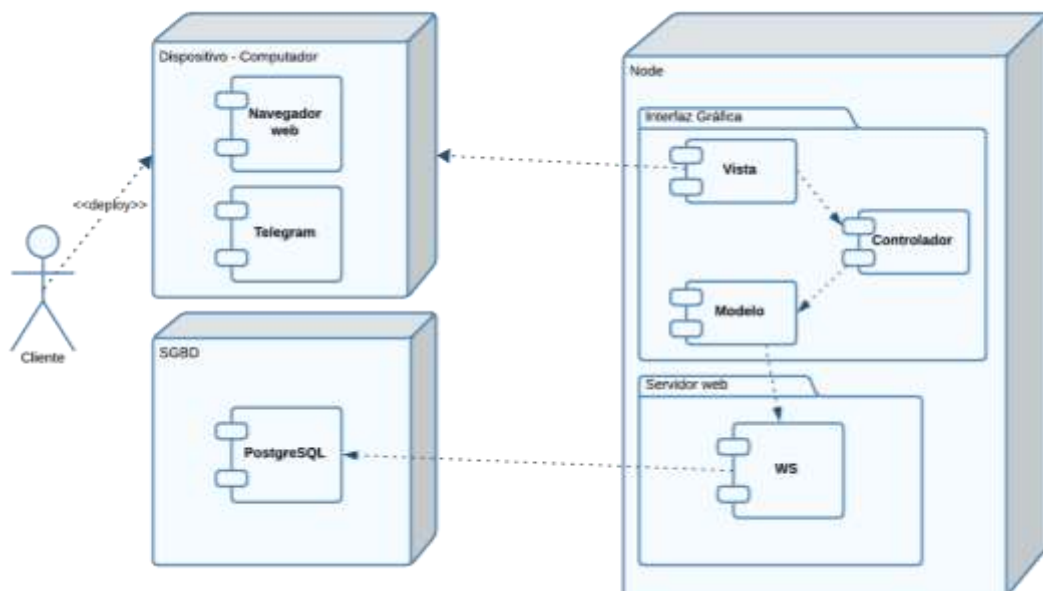 Dispositivo - Computador
Navegador
web
Telegram
<<deploy>>
Cliente
SGBD
PostgreSQL
Node
Interfaz Gráfica
Vista
Controlador
Modelo
Servidor web
WS